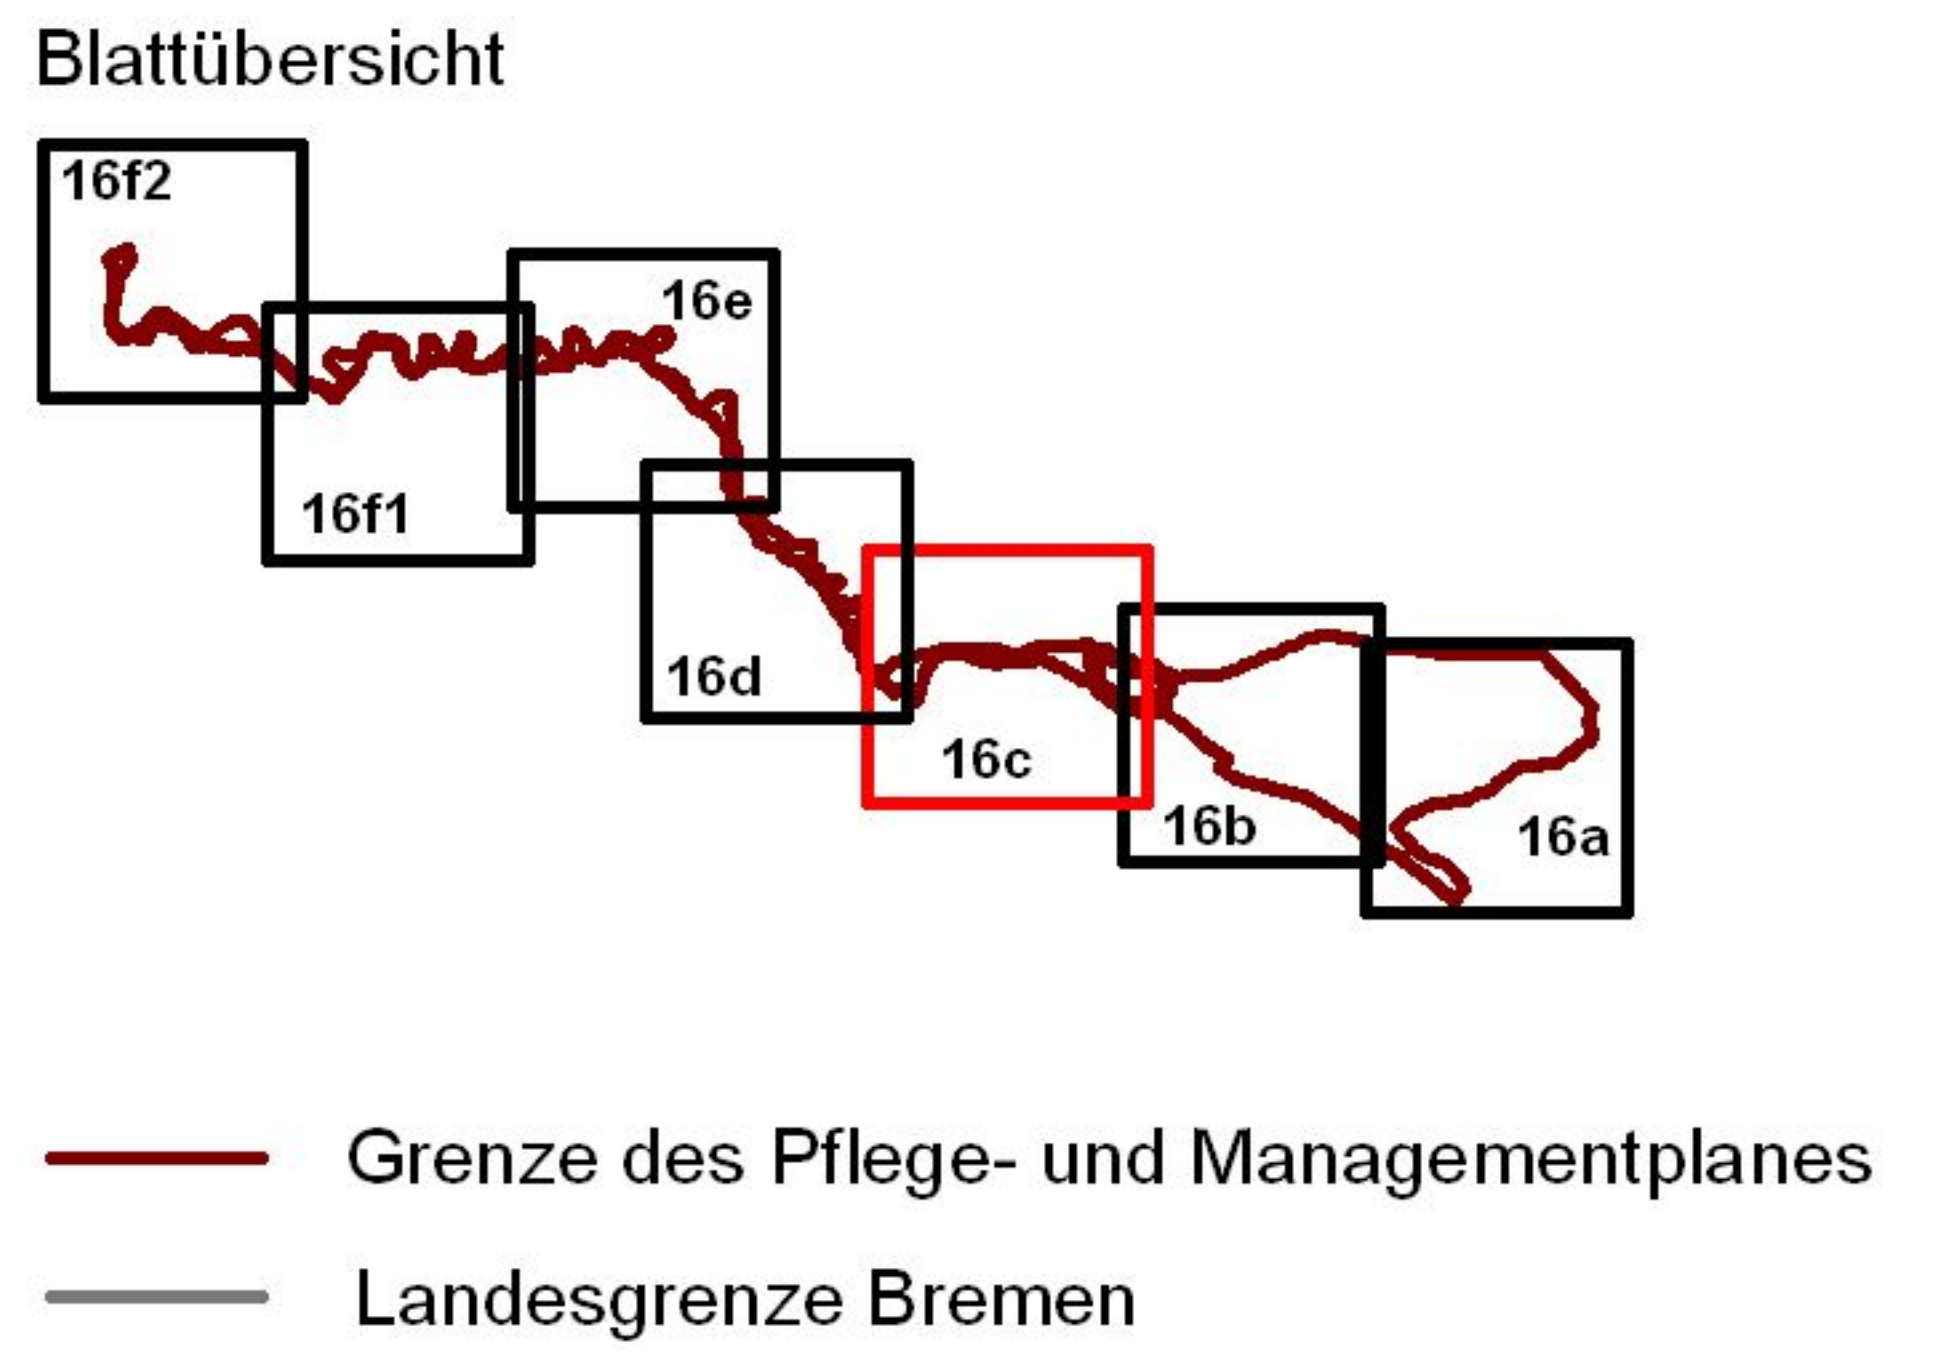 Blattübersicht
16f2
16e
16f1
16d
16c
16b
16a
Grenze des Pflege- und Managementplanes
Landesgrenze Bremen